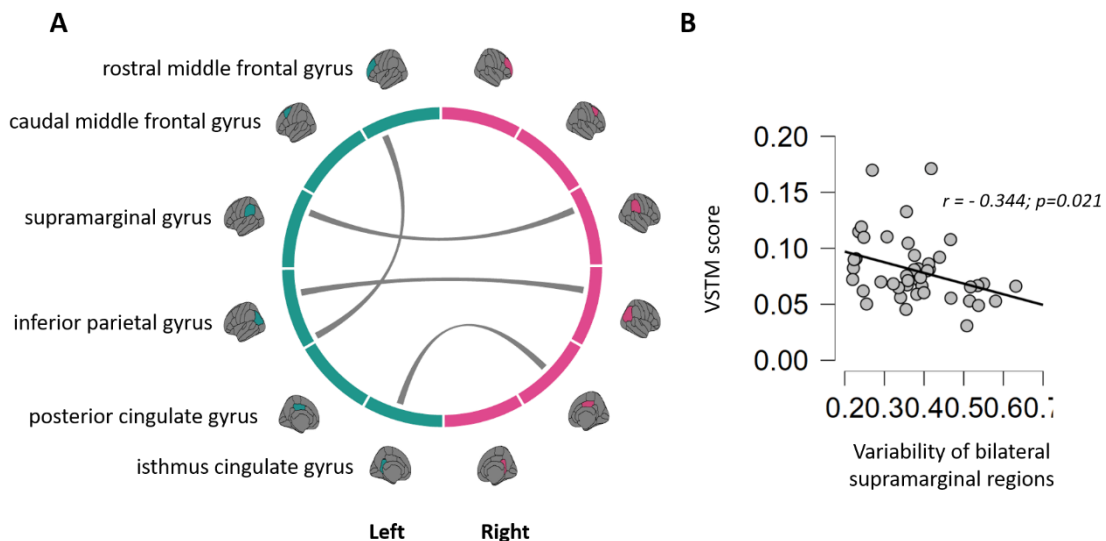 A
rostral middle frontal gyrus
caudal middle frontal gyrus
supramarginal gyrus
inferior parietal gyrus
posterior cingulate gyrus
isthmus cingulate gyrus
Left Right
B
VSTM score
0.20
0.15
0.10
0.05
0.00
r = - 0.344; p=0.021
0.20.30.40.50.60.7
Variability of bilateral
supramarginal regions